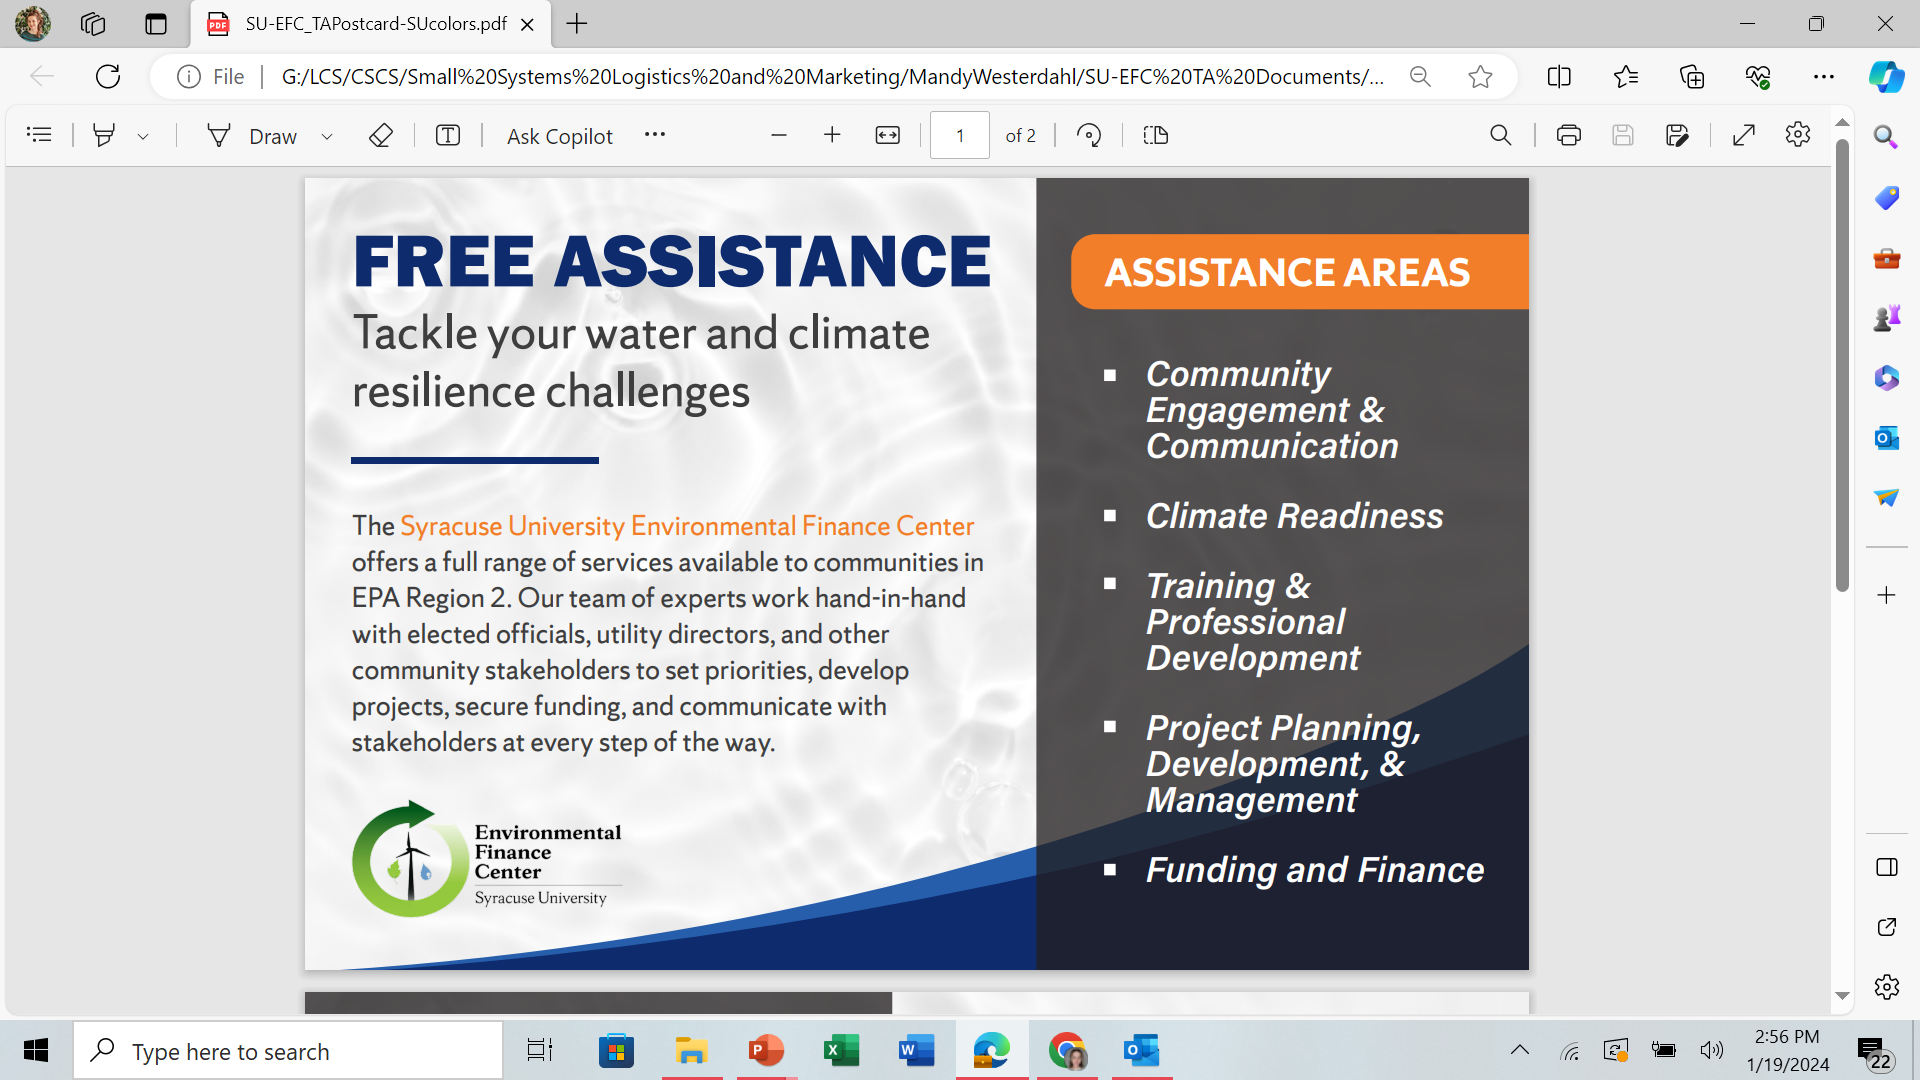 SU-EFC_TAPostcard-SUcolors.pdf
File
G:/LCS/CSCS/Small%20Systems%20Logistics%20and%20Marketing/MandyWesterdahl/SU-EFC%20TA%20Documents/...
Draw
Ask Copilot
1
of 2
FREE ASSISTANCE
Tackle your water and climate
resilience challenges
The Syracuse University Environmental Finance Center
offers a full range of services available to communities in
EPA Region 2. Our team of experts work hand-in-hand
with elected officials, utility directors, and other
community stakeholders to set priorities, develop
projects, secure funding, and communicate with
stakeholders at every step of the way.
Environmental
Finance
Center
Syracuse University
ASSISTANCE AREAS
▪ Community
Engagement &
Communication
▪ Climate Readiness
▪ Training &
Professional
Development
▪ Project Planning,
Development, &
Management
▪ Funding and Finance
Type here to search
2:56 PM
1/19/2024
22